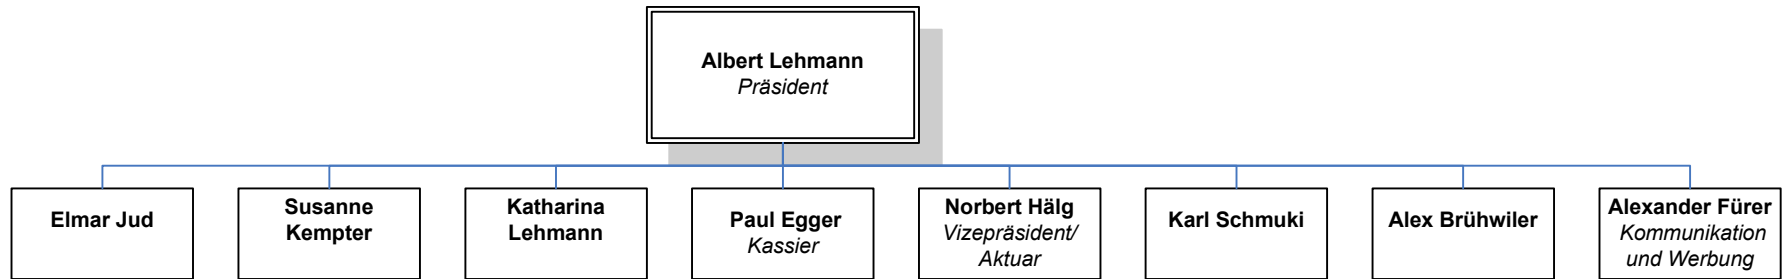 Albert Lehmann
Präsident
Elmar Jud
Susanne
Kempter
Katharina
Lehmann
Paul Egger
Kassier
Norbert Hälg
Vizepräsident/
Aktuar
Karl Schmuki
Alex Brühwiler
Alexander Fürer
Kommunikation
und Werbung